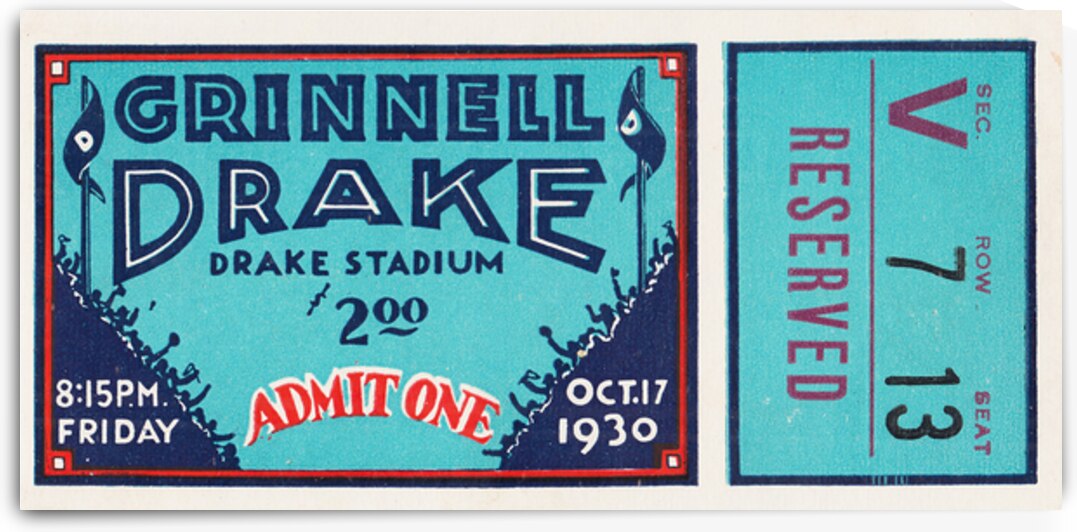 GRINNELL
D D
DRAKE
DRAKE STADIUM
$2.00
ADMIT ONE
8:15P.M.
FRIDAY
OCT.17
1930
RESERVED
SEC. ROW SEAT
V 7 13